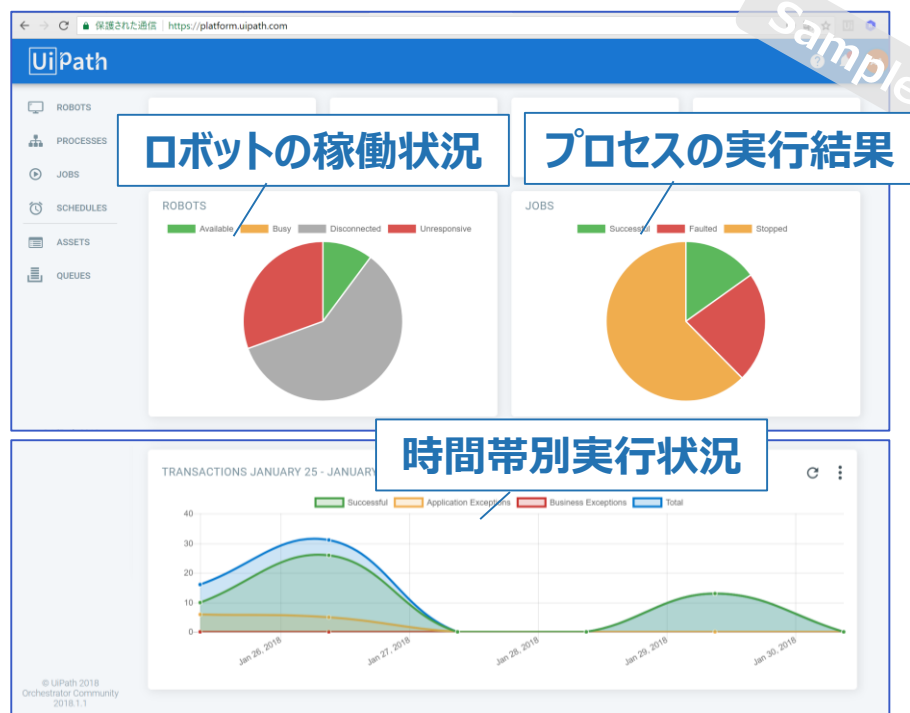 保護された通信 | https://platform.uipath.com
Sample
UiPath
ROBOTS
PROCESSES
JOBS
SCHEDULES
ASSETS
QUEUES
ロボットの稼働状況
プロセスの実行結果
ROBOTS
Available Busy Disconnected Unresponsive
JOBS
Successful Faulted Stopped
時間帯別実行状況
TRANSACTIONS JANUARY 25 - JANUARY
Successful Application Exceptions Business Exceptions Total
40
30
20
10
0
Jan 26, 2018
Jan 27, 2018
Jan 28, 2018
Jan 29, 2018
Jan 30, 2018
© UiPath 2018
Orchestrator Community
2018.1.1